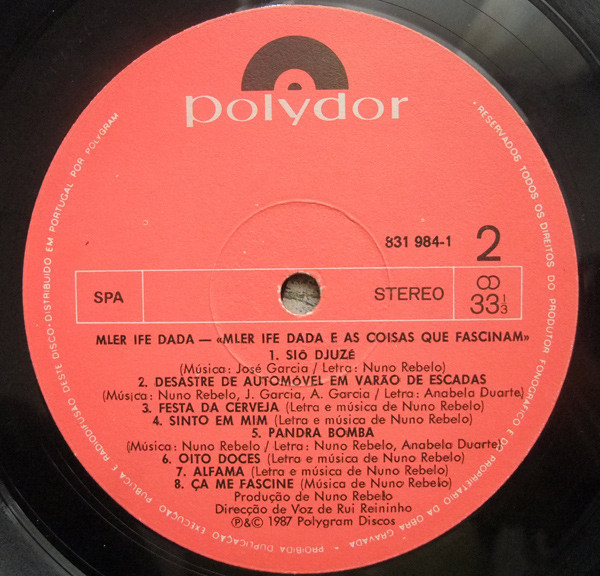 polydor
831 984-1
2
SPA
STEREO
33 1/3
MLER IFE DADA — «MLER IFE DADA E AS COISAS QUE FASCINAM»
1. SIÔ DJUZÉ
(Música: José Garcia / Letra: Nuno Rebelo)
2. DESASTRE DE AUTOMÓVEL EM VARÃO DE ESCADAS
(Música: Nuno Rebelo, J. Garcia, A. Garcia / Letra: Anabela Duarte)
3. FESTA DA CERVEJA (Letra e música de Nuno Rebelo)
4. SINTO EM MIM (Letra e música de Nuno Rebelo)
5. PANDRA BOMBA
(Música: Nuno Rebelo / Letra: Nuno Rebelo, Anabela Duarte)
6. OITO DOCES (Letra e música de Nuno Rebelo)
7. ALFAMA (Letra e música de Nuno Rebelo)
8. ÇA ME FASCINE (Música de Nuno Rebelo)
Produção de Nuno Rebelo
Direcção de Voz de Rui Reininho
℗&© 1987 Polygram Discos
RESERVADOS TODOS OS DIREITOS DO PRODUTOR FONOGRÁFICO E DO PROPRIETÁRIO DA OBRA GRAVADA - PROIBIDA DUPLICAÇÃO EXECUÇÃO PÚBLICA E RADIODIFUSÃO DESTE DISCO - DISTRIBUÍDO EM PORTUGAL POR POLYGRAM